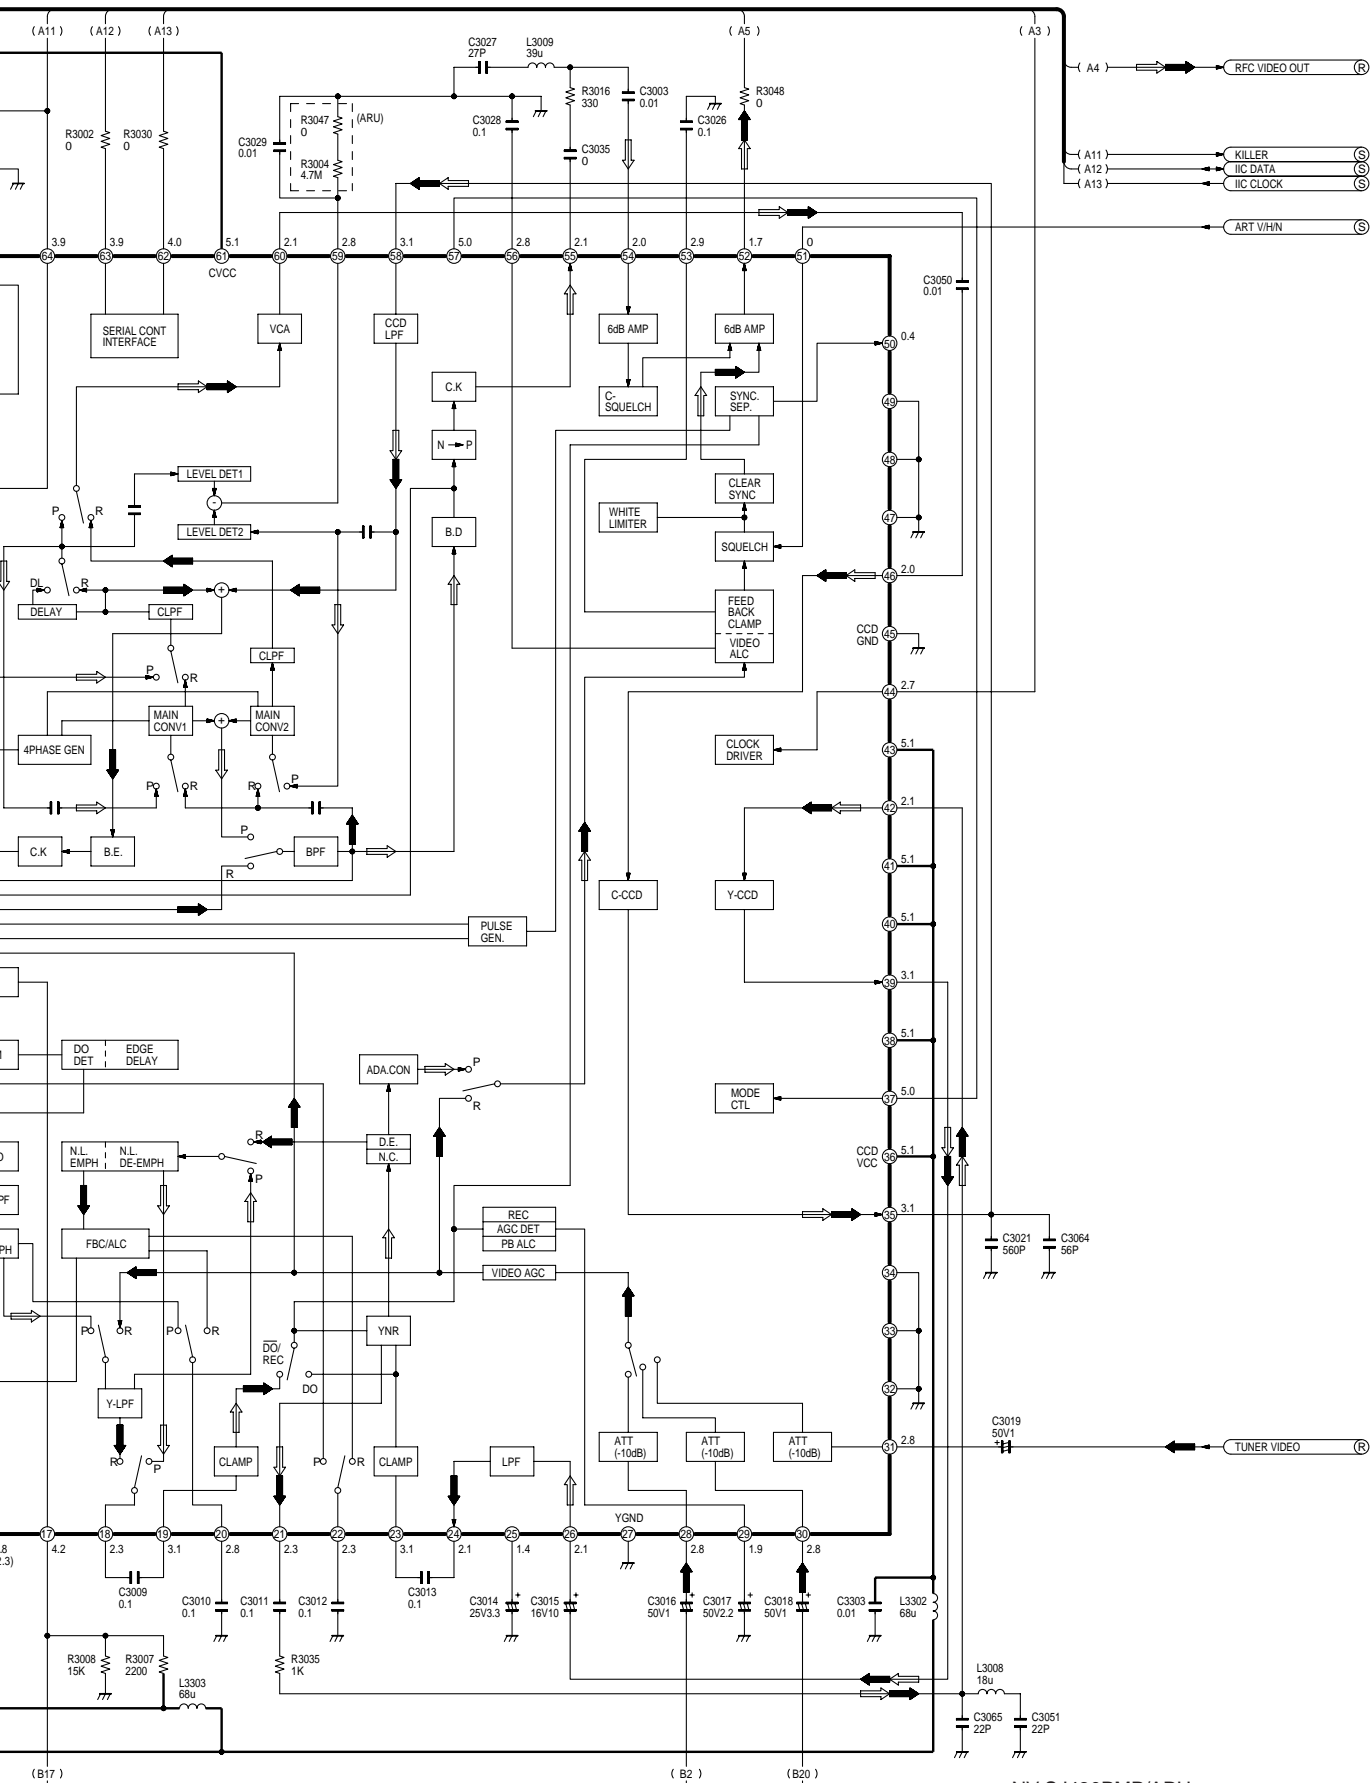 ( A11 ) ( A12 ) ( A13 ) ( A5 ) ( A3 )
C3027 27P
L3009 39u
( A4 ) RFC VIDEO OUT R
R3002 0
R3030 0
C3029 0.01
R3047 0
(ARU)
R3004 4.7M
C3028 0.1
R3016 330
C3003 0.01
C3035 0
C3026 0.1
R3048 0
( A11 ) KILLER S
( A12 ) IIC DATA S
( A13 ) IIC CLOCK S
ART V/H/N S
3.9 3.9 4.0 5.1 2.1 2.8 3.1 5.0 2.8 2.1 2.0 2.9 1.7 0
64 63 62 61 60 59 58 57 56 55 54 53 52 51
CVCC
C3050 0.01
SERIAL CONT
INTERFACE
VCA
CCD
LPF
6dB AMP
6dB AMP
50 0.4
C.K
C-
SQUELCH
SYNC.
SEP.
49
N P
48
LEVEL DET1
-
LEVEL DET2
P R
B.D
WHITE
LIMITER
CLEAR
SYNC
SQUELCH
47
46 2.0
DL R
DELAY
CLPF
+
FEED
BACK
CLAMP
VIDEO
ALC
CCD
GND
45
CLPF
P R
44 2.7
MAIN
CONV1
+
MAIN
CONV2
4PHASE GEN
CLOCK
DRIVER
43 5.1
P R
R P
42 2.1
C.K
B.E.
P
R
BPF
41 5.1
C-CCD
Y-CCD
40 5.1
PULSE
GEN.
39 3.1
38 5.1
DO
DET
EDGE
DELAY
ADA.CON
P
R
MODE
CTL
37 5.0
N.L.
EMPH
N.L.
DE-EMPH
R
P
D.E.
N.C.
CCD
VCC
36 5.1
PF
35 3.1
REC
AGC DET
PB ALC
PH
FBC/ALC
C3021 560P
C3064 56P
VIDEO AGC
34
P R P R
DO/
REC
DO
YNR
33
32
Y-LPF
C3019 50V1
+
R P
CLAMP
P R
CLAMP
LPF
ATT
(-10dB)
ATT
(-10dB)
ATT
(-10dB)
31 2.8
TUNER VIDEO R
YGND
17 18 19 20 21 22 23 24 25 26 27 28 29 30
2.3) 4.2 2.3 3.1 2.8 2.3 2.3 3.1 2.1 1.4 2.1 2.8 1.9 2.8
C3009 0.1
C3010 0.1
C3011 0.1
C3012 0.1
C3013 0.1
C3014 25V3.3
C3015 16V10
C3016 50V1
C3017 50V2.2
C3018 50V1
C3303 0.01
L3302 68u
R3008 15K
R3007 2200
R3035 1K
L3303 68u
L3008 18u
C3065 22P
C3051 22P
( B17 ) ( B2 ) ( B20 )